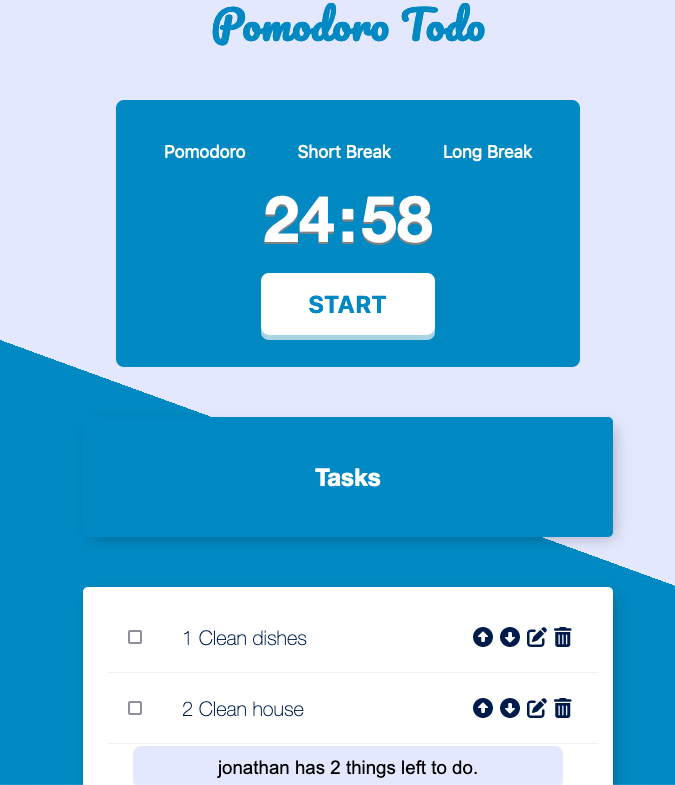 Pomodoro Todo
Pomodoro Short Break Long Break
24:58
START
Tasks
1 Clean dishes
2 Clean house
jonathan has 2 things left to do.